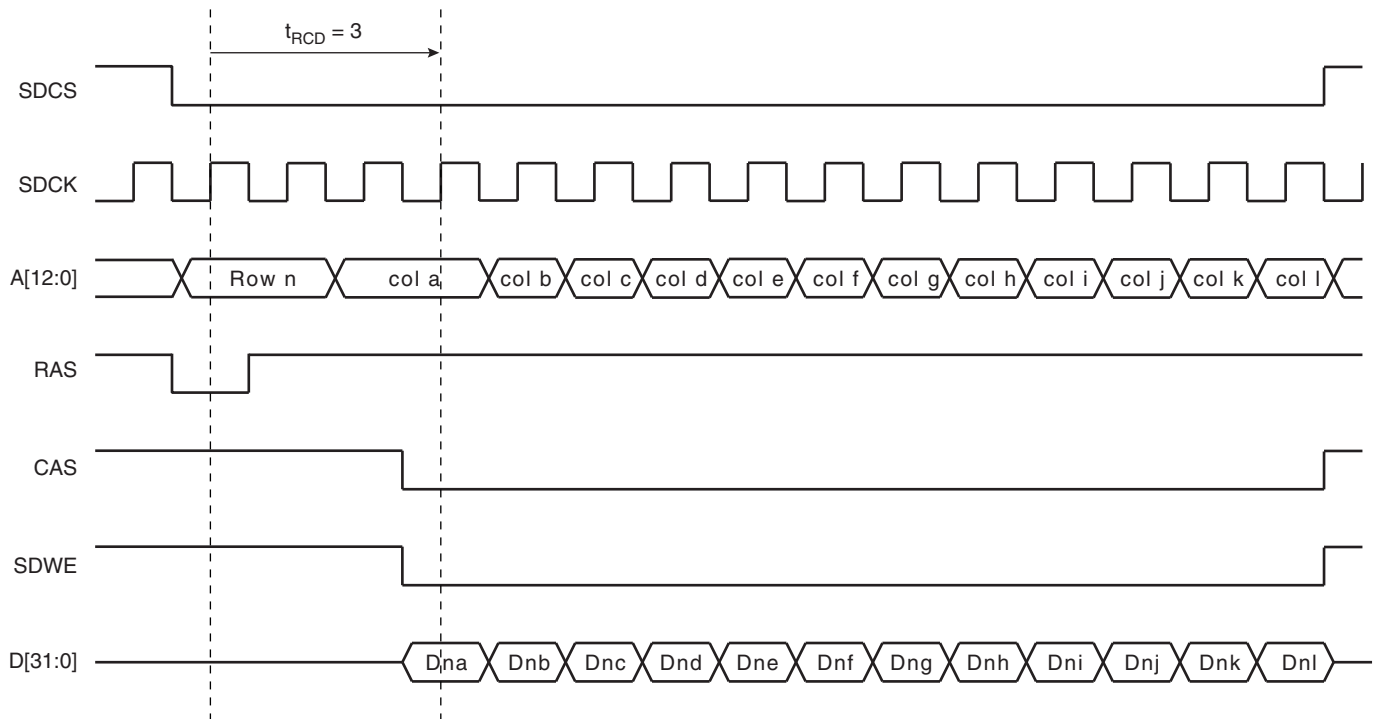 tRCD = 3
SDCS
SDCK
A[12:0] Row n col a col b col c col d col e col f col g col h col i col j col k col l
RAS
CAS
SDWE
D[31:0] Dna Dnb Dnc Dnd Dne Dnf Dng Dnh Dni Dnj Dnk Dnl